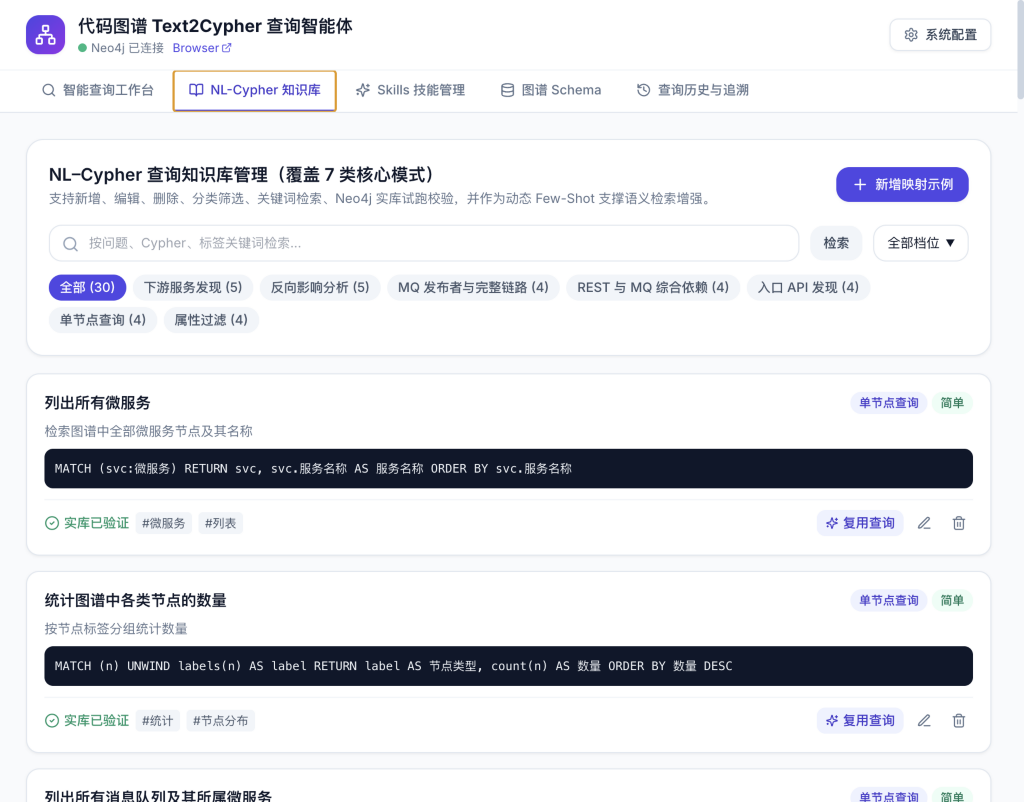 代码图谱 Text2Cypher 查询智能体
Neo4j 已连接 Browser
系统配置
智能查询工作台 NL-Cypher 知识库 Skills 技能管理 图谱 Schema 查询历史与追溯
NL–Cypher 查询知识库管理（覆盖 7 类核心模式）
支持新增、编辑、删除、分类筛选、关键词检索、Neo4j 实库试跑校验，并作为动态 Few-Shot 支撑语义检索增强。
新增映射示例
按问题、Cypher、标签关键词检索...
检索
全部档位 ▼
全部 (30) 下游服务发现 (5) 反向影响分析 (5) MQ 发布者与完整链路 (4) REST 与 MQ 综合依赖 (4) 入口 API 发现 (4)
单节点查询 (4) 属性过滤 (4)
列出所有微服务
单节点查询 简单
检索图谱中全部微服务节点及其名称
MATCH (svc:微服务) RETURN svc, svc.服务名称 AS 服务名称 ORDER BY svc.服务名称
实库已验证 #微服务 #列表
复用查询
统计图谱中各类节点的数量
单节点查询 简单
按节点标签分组统计数量
MATCH (n) UNWIND labels(n) AS label RETURN label AS 节点类型, count(n) AS 数量 ORDER BY 数量 DESC
实库已验证 #统计 #节点分布
复用查询
列出所有消息队列及其所属微服务
单节点查询 简单